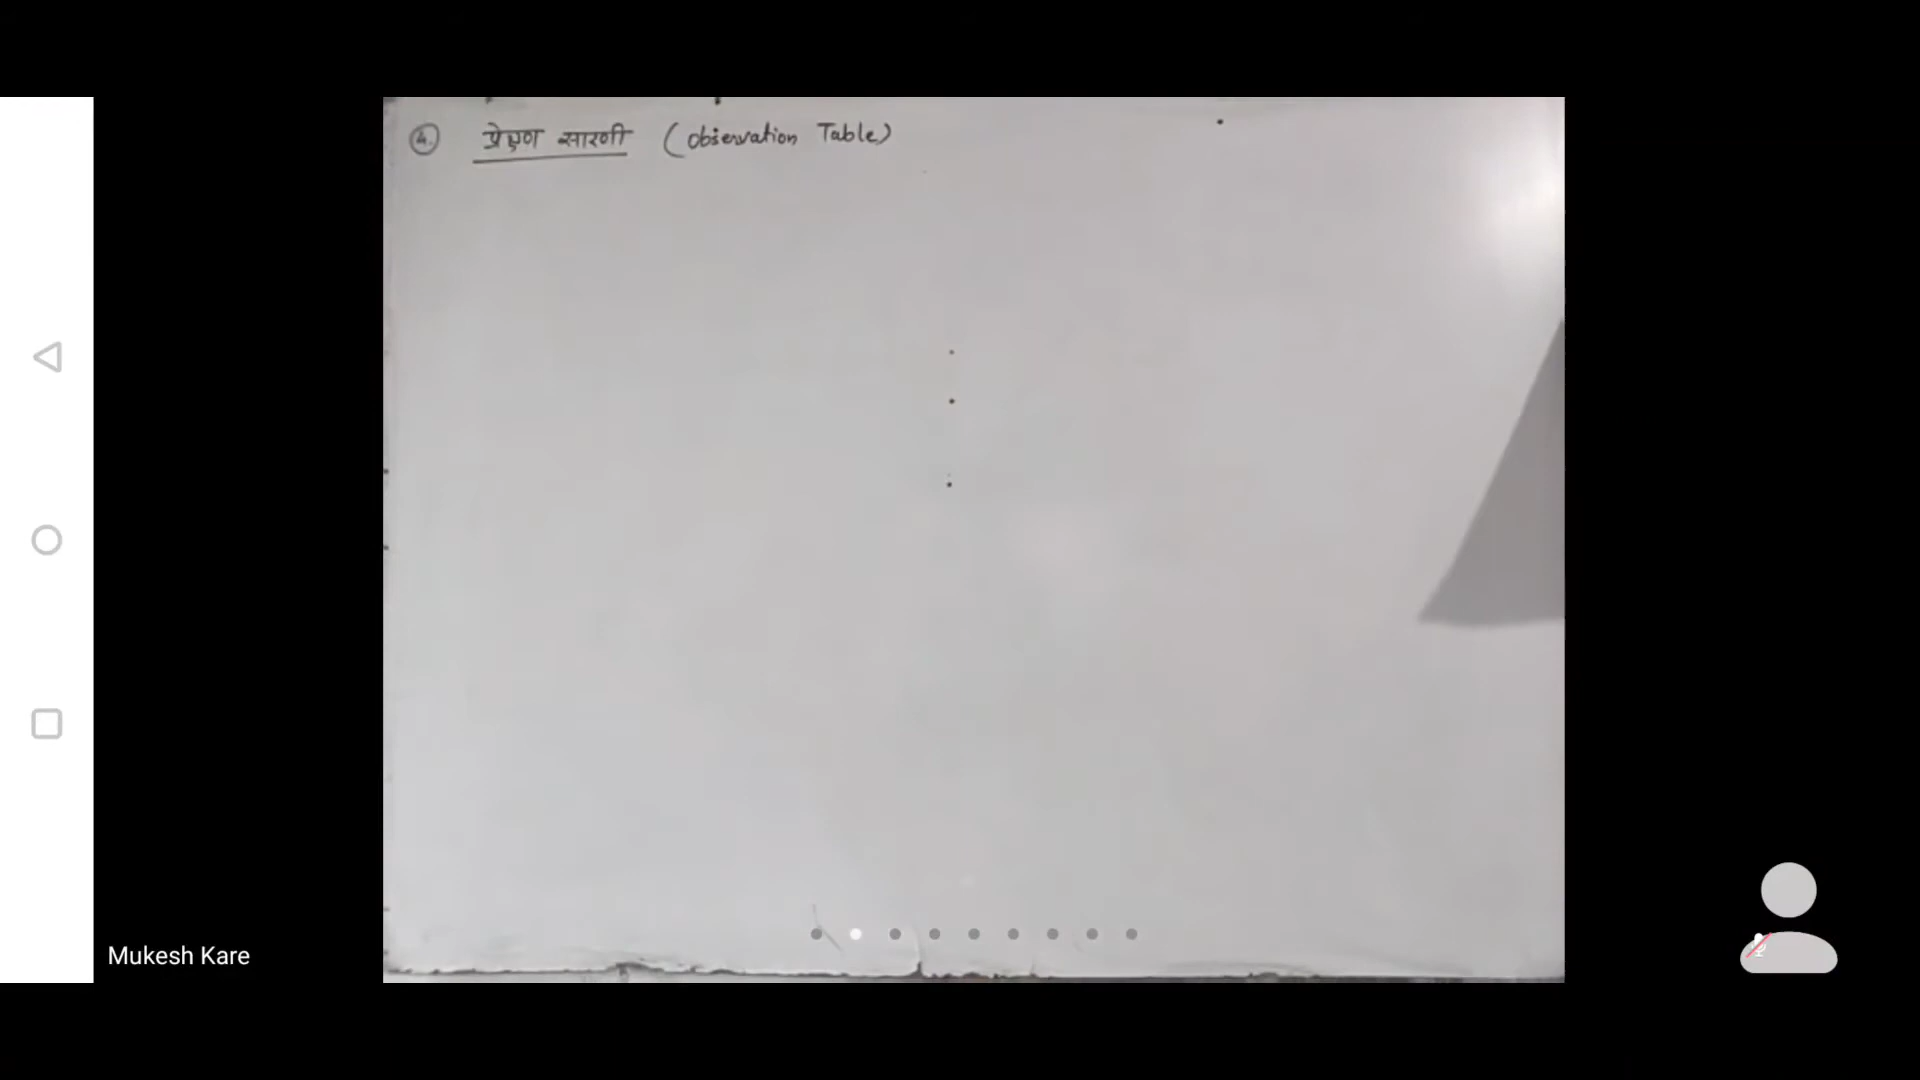 4. प्रेक्षण सारणी (Observation Table)
Mukesh Kare